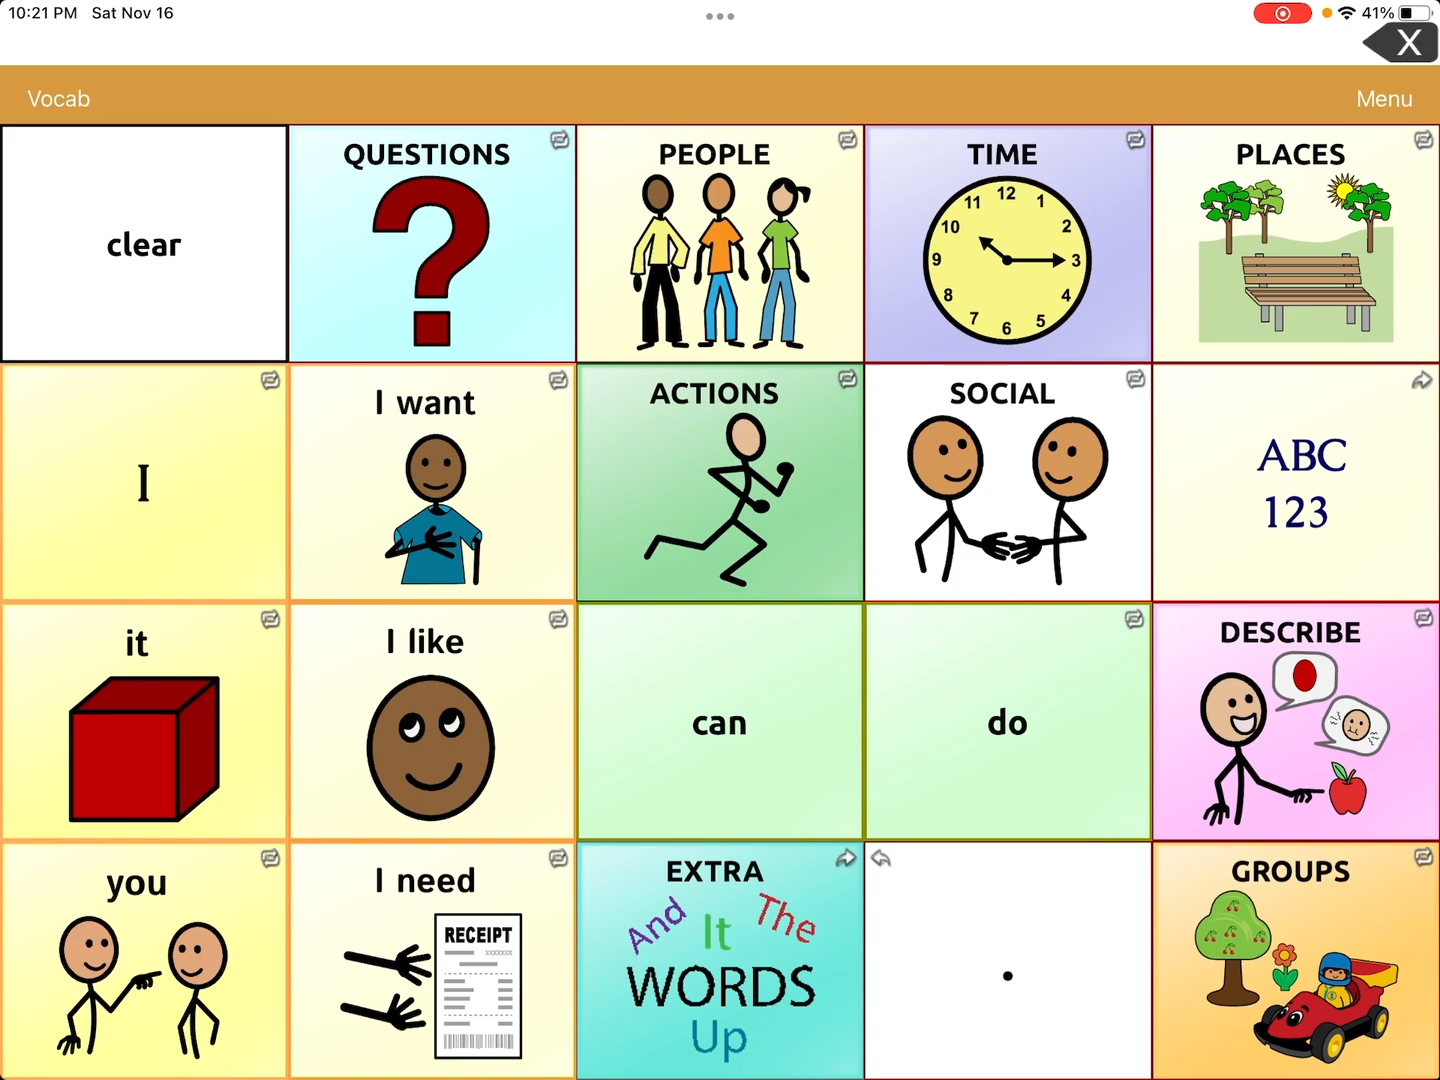 10:21 PM Sat Nov 16
41%
X
Vocab
Menu
clear
QUESTIONS
?
PEOPLE
TIME
12
1
2
3
4
5
6
7
8
9
10
11
PLACES
I
I want
ACTIONS
SOCIAL
ABC
123
it
I like
can
do
DESCRIBE
you
I need
RECEIPT
XXXXXXX
EXTRA
And It The
WORDS
Up
.
GROUPS